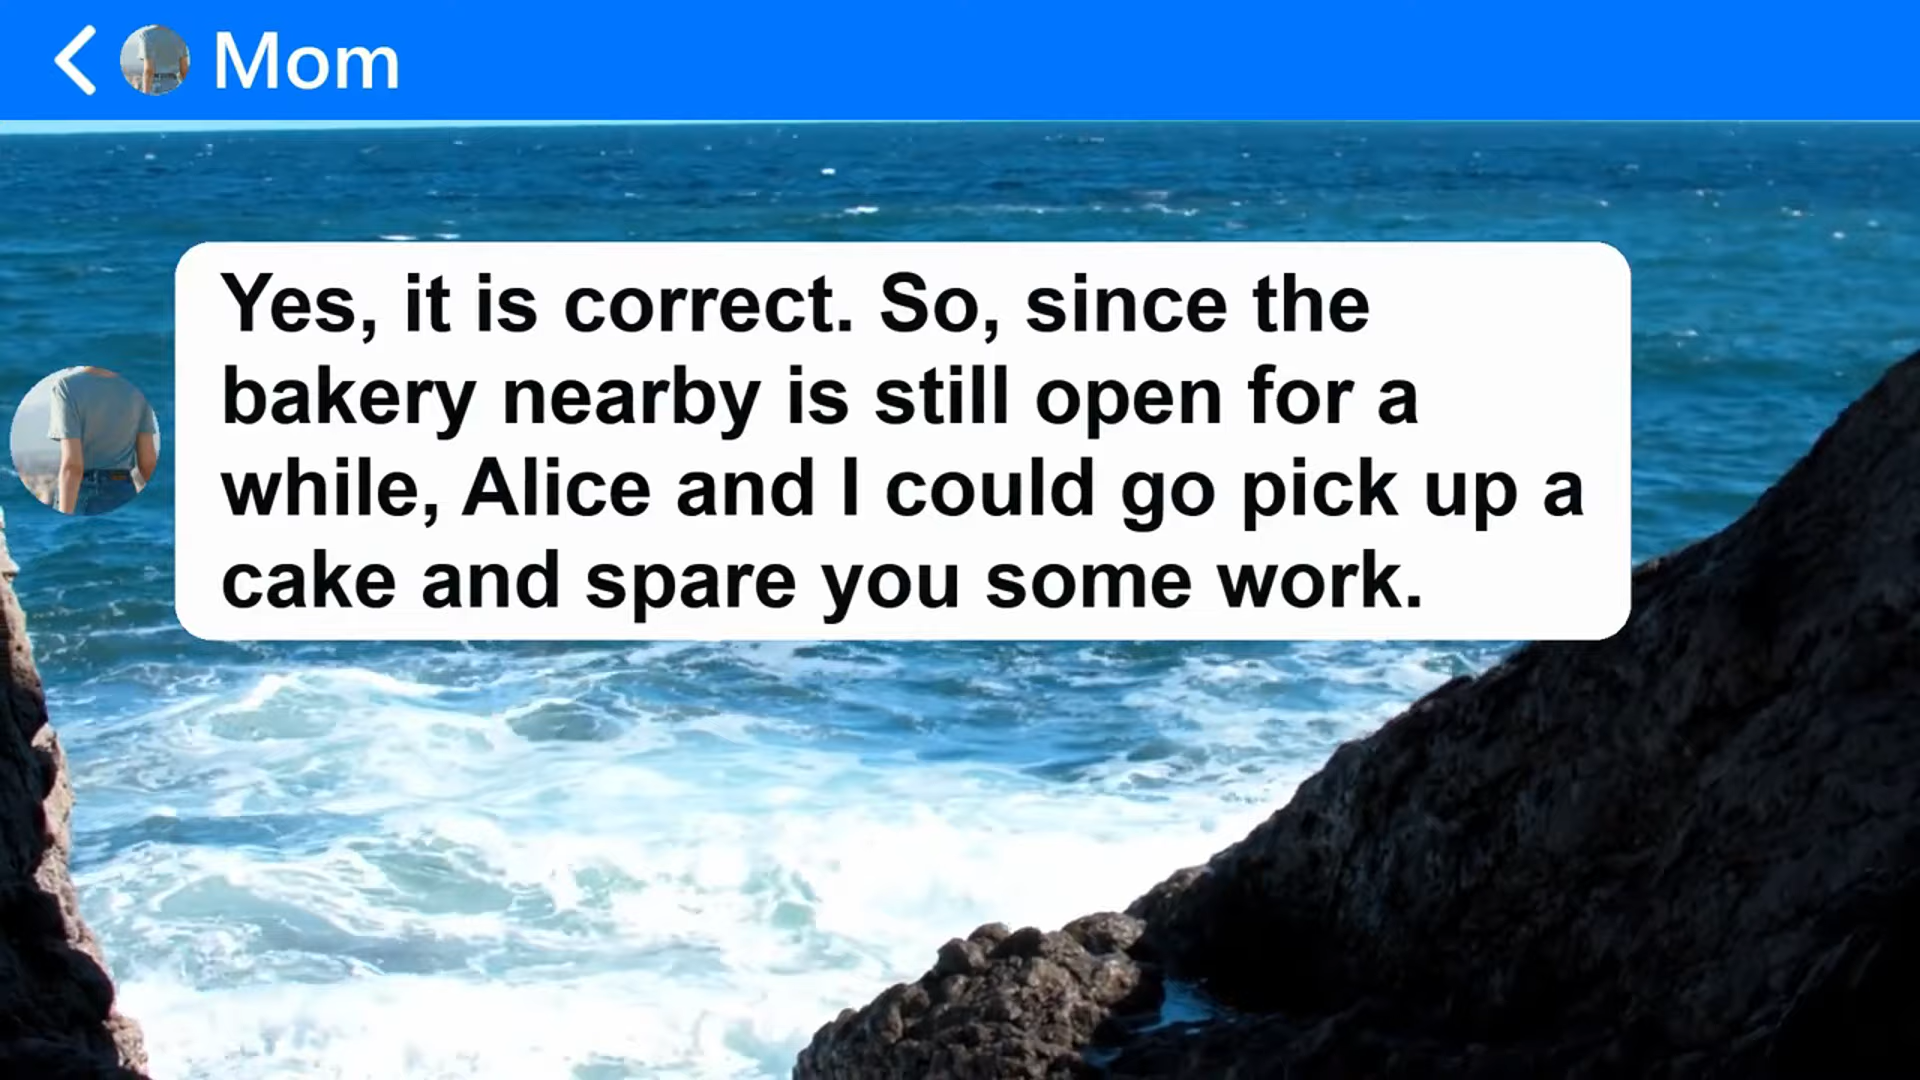 Mom
Yes, it is correct. So, since the
bakery nearby is still open for a
while, Alice and I could go pick up a
cake and spare you some work.